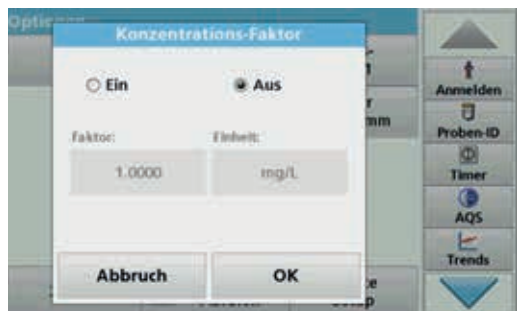 Konzentrations-Faktor
Ein
Aus
Faktor:
Einheit:
1.0000
mg/L
Abbruch
OK
Anmelden
Proben-ID
Timer
AQS
Trends